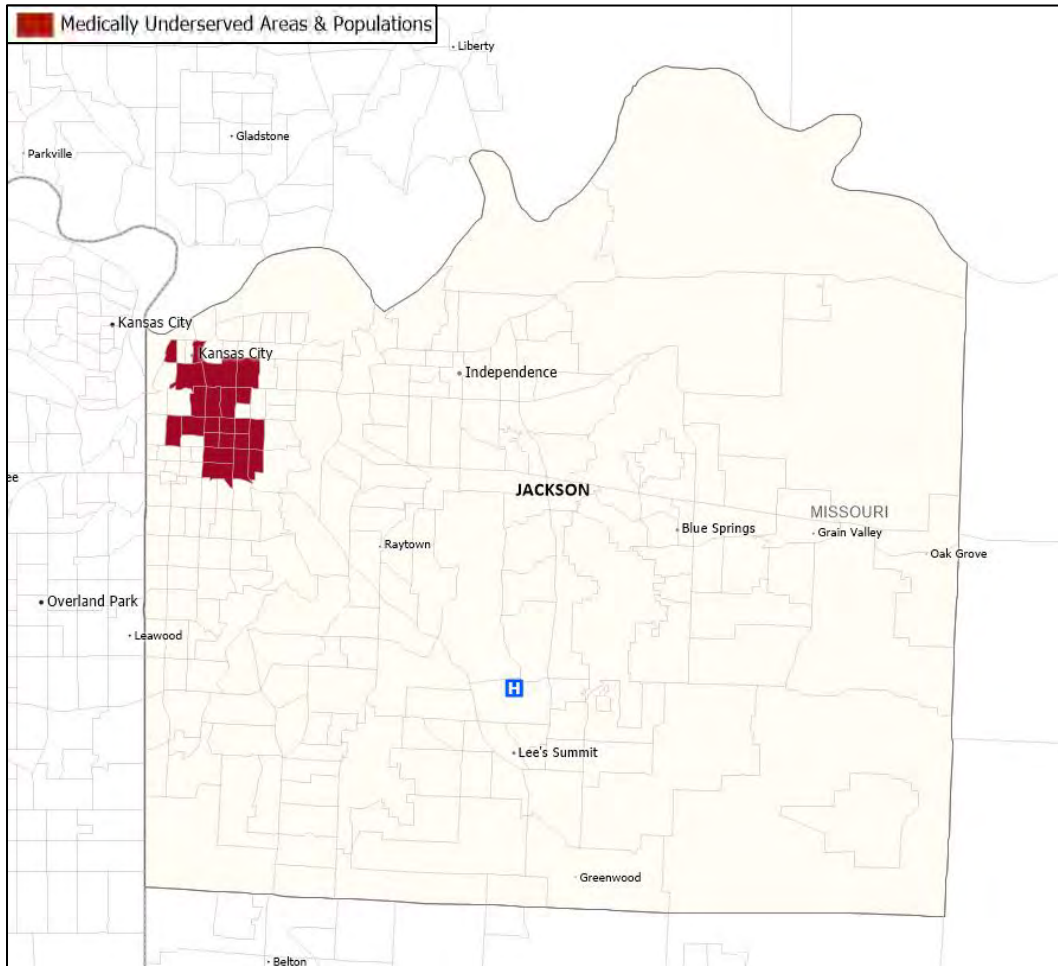 Medically Underserved Areas & Populations
Liberty
Gladstone
Parkville
Kansas City
Kansas City
Independence
JACKSON
MISSOURI
Blue Springs
Grain Valley
Raytown
Oak Grove
ee
Overland Park
Leawood
H
Lee's Summit
Greenwood
Belton